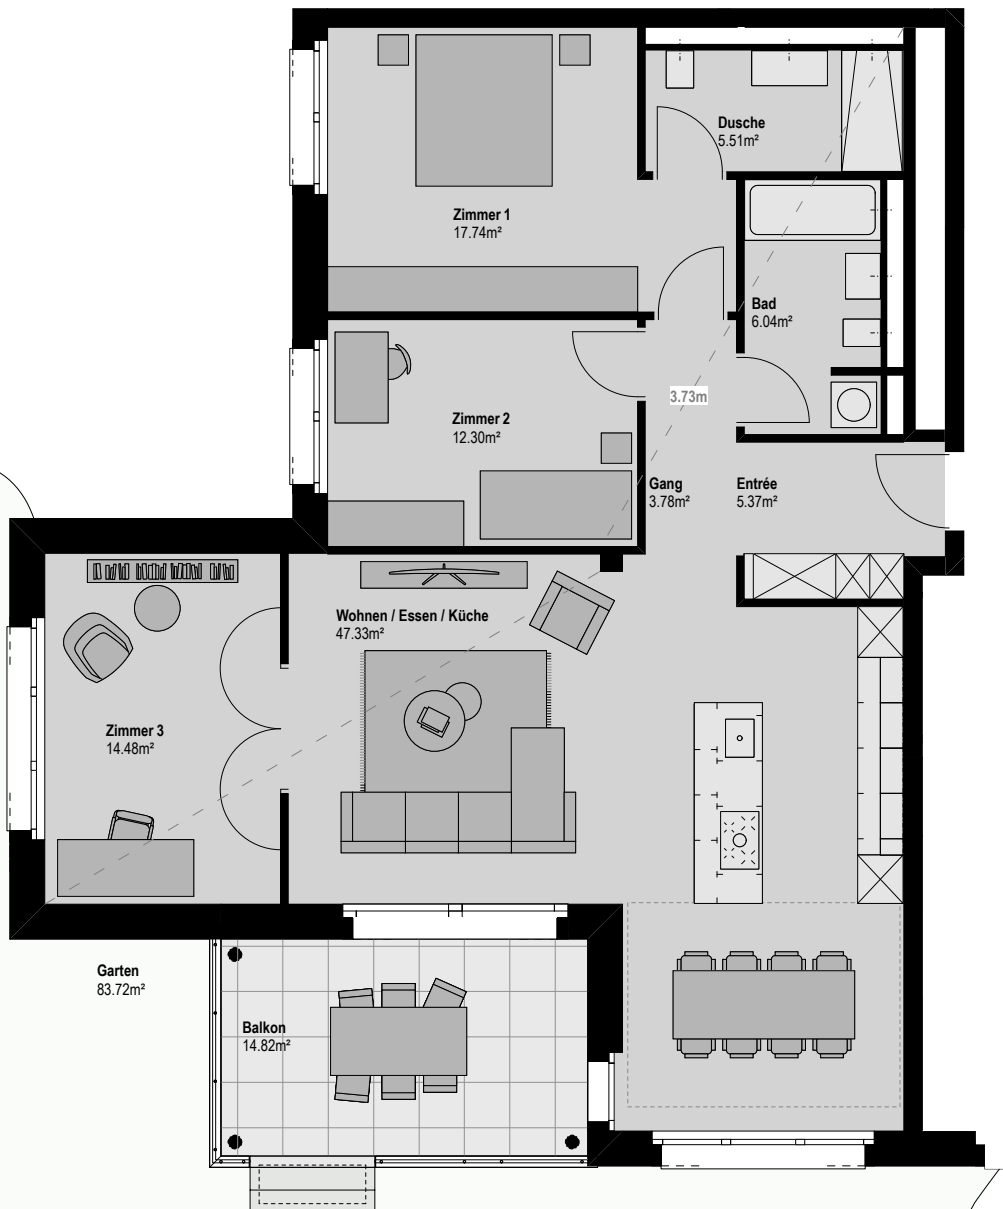 Dusche
5.51m²
Zimmer 1
17.74m²
Bad
6.04m²
3.73m
Zimmer 2
12.30m²
Gang
3.78m²
Entrée
5.37m²
Wohnen / Essen / Küche
47.33m²
Zimmer 3
14.48m²
Garten
83.72m²
Balkon
14.82m²